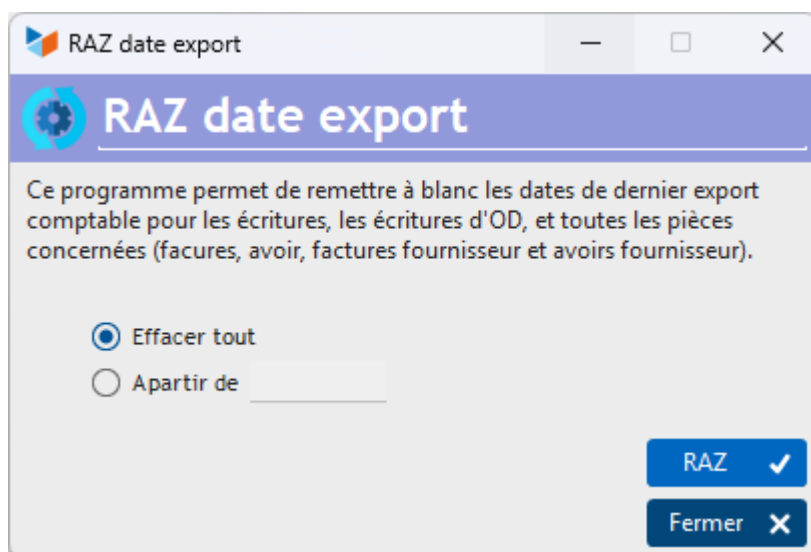 RAZ date export
RAZ date export
Ce programme permet de remettre à blanc les dates de dernier export
comptable pour les écritures, les écritures d'OD, et toutes les pièces
concernées (facures, avoir, factures fournisseur et avoirs fournisseur).
Effacer tout
Apartir de
RAZ
Fermer